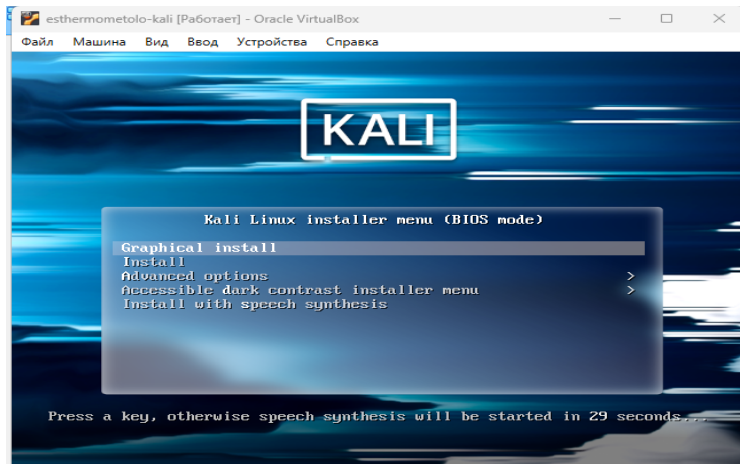 esthermometolo-kali [Работает] - Oracle VirtualBox
Файл Машина Вид Ввод Устройства Справка
KALI
Kali Linux installer menu (BIOS mode)
Graphical install
Install
Advanced options >
Accessible dark contrast installer menu >
Install with speech synthesis
Press a key, otherwise speech synthesis will be started in 29 seconds...